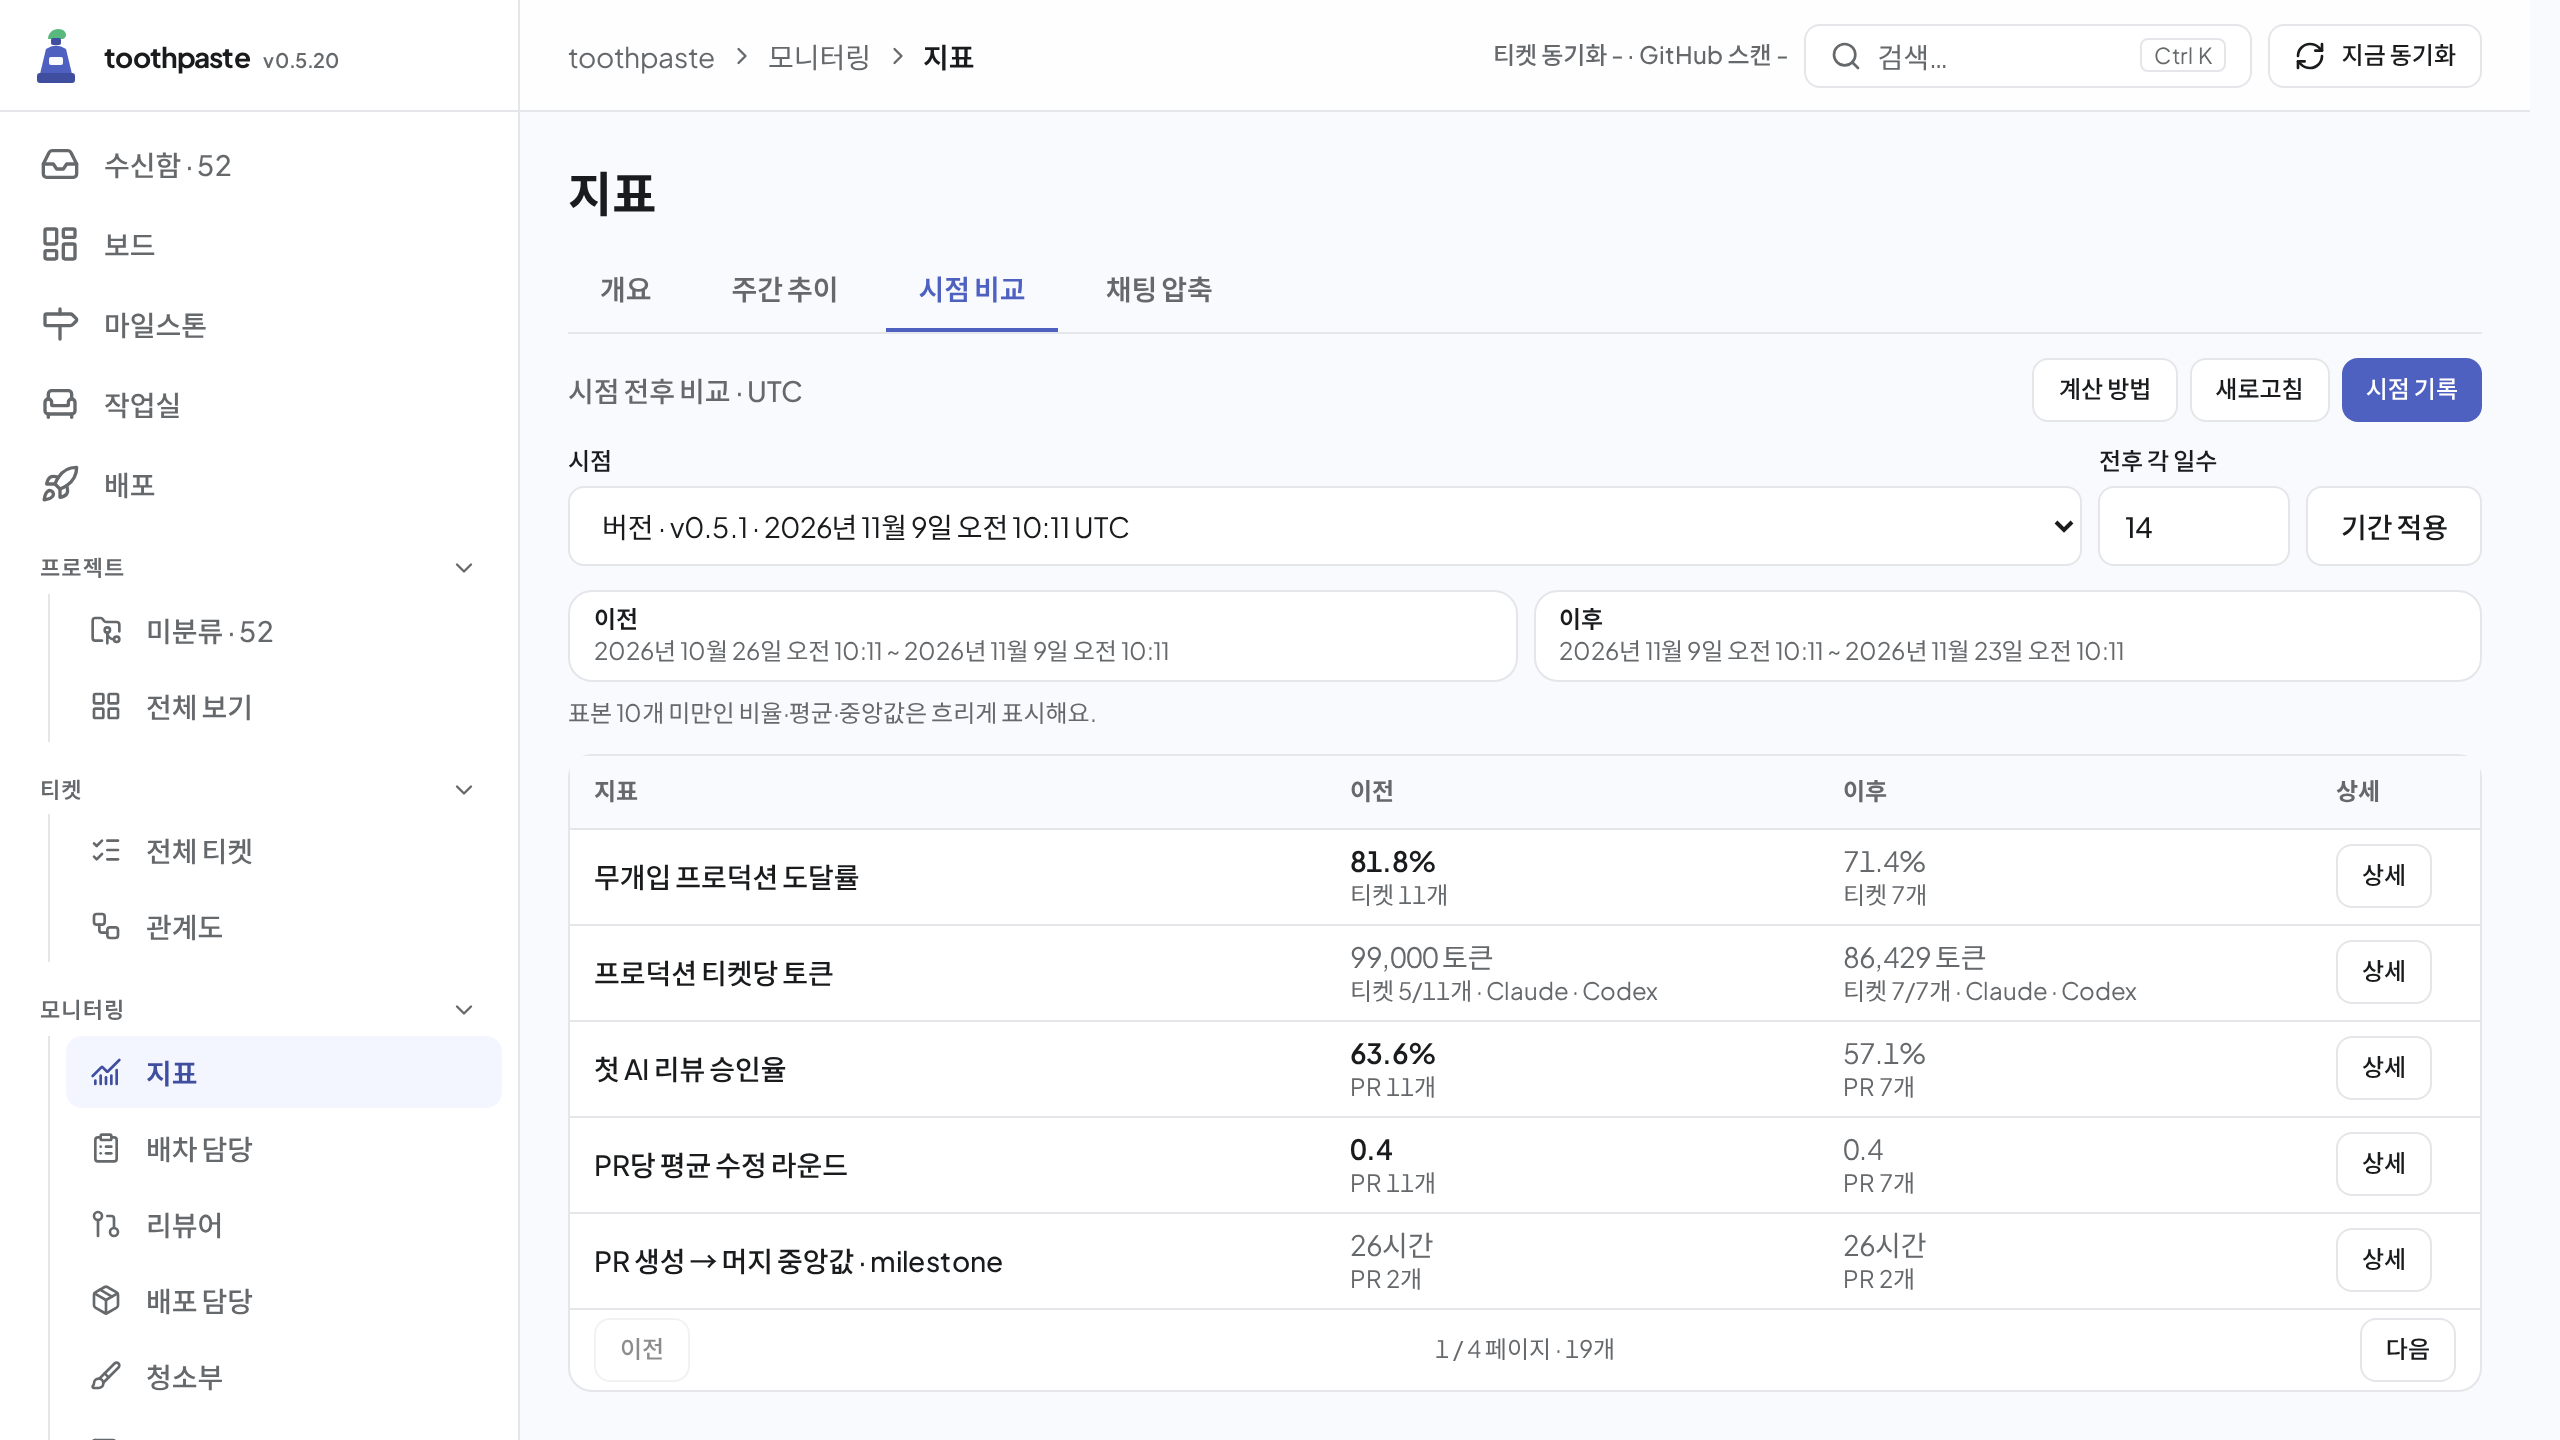 toothpaste v0.5.20
toothpaste > 모니터링 > 지표
티켓 동기화 - · GitHub 스캔 -
검색...
Ctrl K
지금 동기화
수신함 · 52
보드
마일스톤
작업실
배포
프로젝트
미분류 · 52
전체 보기
티켓
전체 티켓
관계도
모니터링
지표
배차 담당
리뷰어
배포 담당
청소부
지표
개요
주간 추이
시점 비교
채팅 압축
시점 전후 비교 · UTC
계산 방법
새로고침
시점 기록
시점
전후 각 일수
버전 · v0.5.1 · 2026년 11월 9일 오전 10:11 UTC
14
기간 적용
이전
2026년 10월 26일 오전 10:11 ~ 2026년 11월 9일 오전 10:11
이후
2026년 11월 9일 오전 10:11 ~ 2026년 11월 23일 오전 10:11
표본 10개 미만인 비율·평균·중앙값은 흐리게 표시해요.
지표 이전 이후 상세
무개입 프로덕션 도달률
81.8%
티켓 11개
71.4%
티켓 7개
상세
프로덕션 티켓당 토큰
99,000 토큰
티켓 5/11개 · Claude · Codex
86,429 토큰
티켓 7/7개 · Claude · Codex
상세
첫 AI 리뷰 승인율
63.6%
PR 11개
57.1%
PR 7개
상세
PR당 평균 수정 라운드
0.4
PR 11개
0.4
PR 7개
상세
PR 생성 → 머지 중앙값 · milestone
26시간
PR 2개
26시간
PR 2개
상세
이전
1 / 4 페이지 · 19개
다음